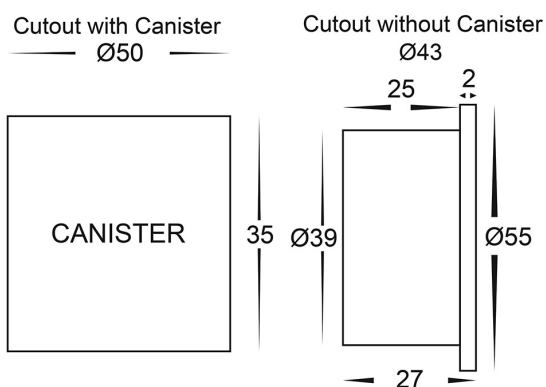 Cutout with Canister
Ø50
Cutout without Canister
Ø43
25
2
CANISTER
35
Ø39
Ø55
27